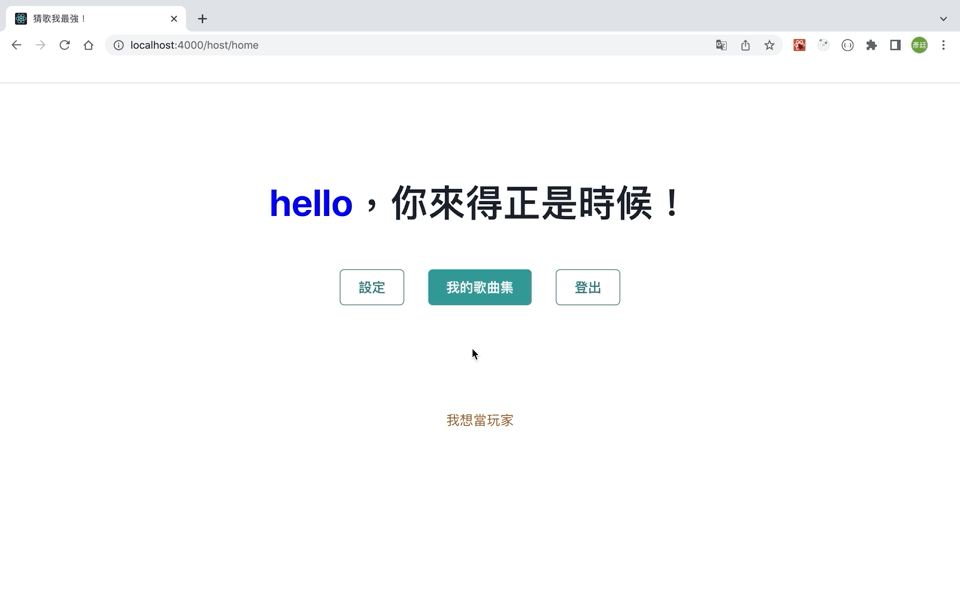 猜歌我最強！
localhost:4000/host/home
hello，你來得正是時候！
設定
我的歌曲集
登出
我想當玩家